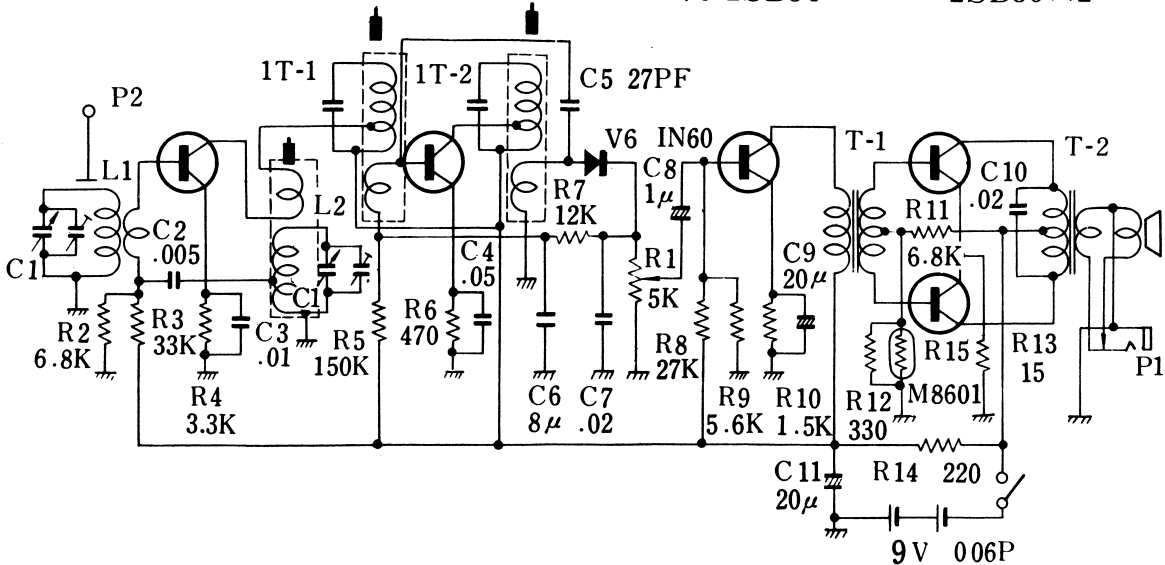 P2
L1
C1
R2
6.8K
C2
.005
R3
33K
R4
3.3K
C3
.01
1T-1
L2
C1
R5
150K
1T-2
C4
.05
R6
470
C5 27PF
V6 IN60
R7
12K
C6
8μ
C7
.02
R1
5K
C8
1μ
R8
27K
R9
5.6K
C9
20μ
R10
1.5K
T-1
R11
6.8K
C10
.02
T-2
R12
330
M8601
R15
R13
15
P1
C11
20μ
R14 220
9V 006P